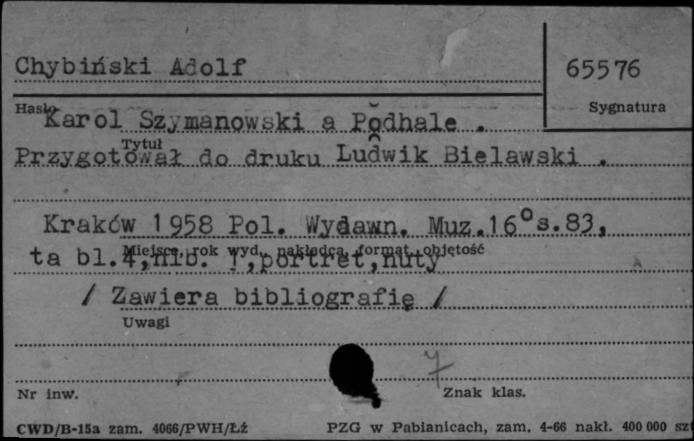 Chybiński Adolf
65576
Hasło
Sygnatura
Karol Szymanowski a Podhale .
Tytuł
Przygotował do druku Ludwik Bielawski .
Kraków 1958 Pol. Wydawn. Muz.16° s.83,
Miejsce, rok wyd., nakładca, format, objętość
tabl.4,nlb. 1,portret,nuty
/ Zawiera bibliografię /
Uwagi
7
Nr inw.
Znak klas.
CWD/B-15a zam. 4066/PWH/Łź
PZG w Pabianicach, zam. 4-66 nakł. 400 000 sz